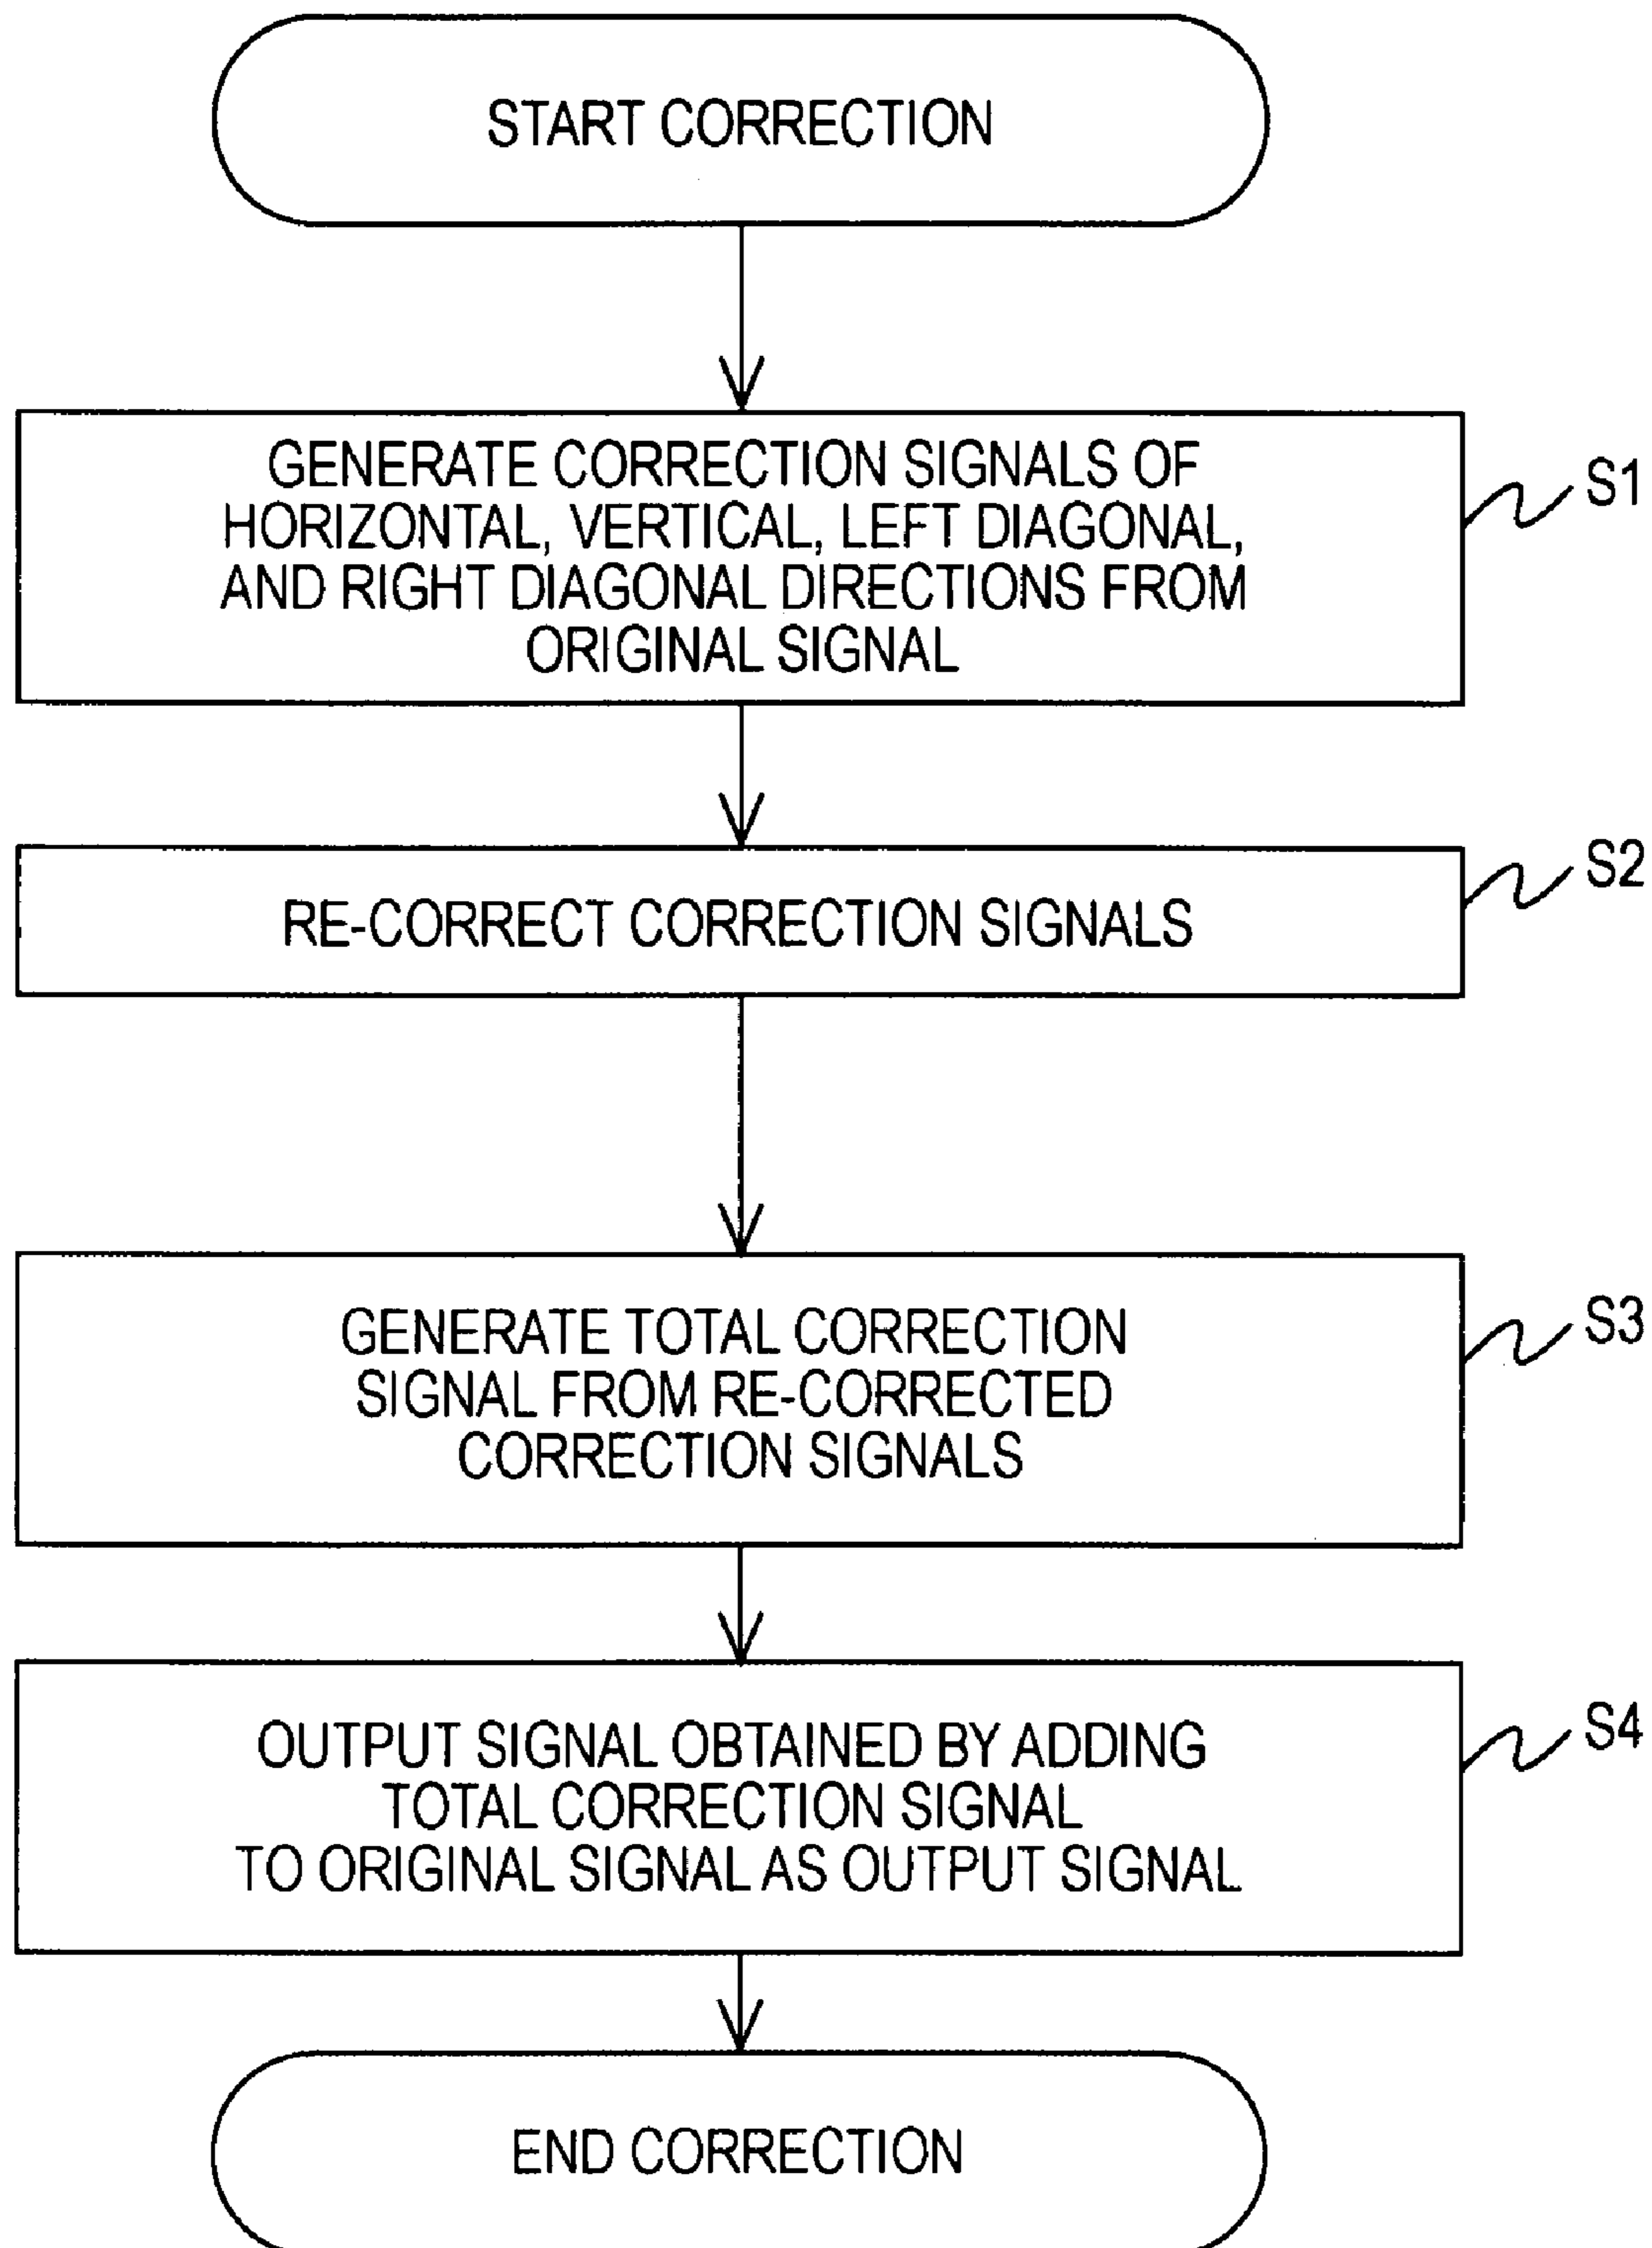 START CORRECTION
GENERATE CORRECTION SIGNALS OF
HORIZONTAL, VERTICAL, LEFT DIAGONAL,
AND RIGHT DIAGONAL DIRECTIONS FROM
ORIGINAL SIGNAL
S1
RE-CORRECT CORRECTION SIGNALS
S2
GENERATE TOTAL CORRECTION
SIGNAL FROM RE-CORRECTED
CORRECTION SIGNALS
S3
OUTPUT SIGNAL OBTAINED BY ADDING
TOTAL CORRECTION SIGNAL
TO ORIGINAL SIGNAL AS OUTPUT SIGNAL
S4
END CORRECTION